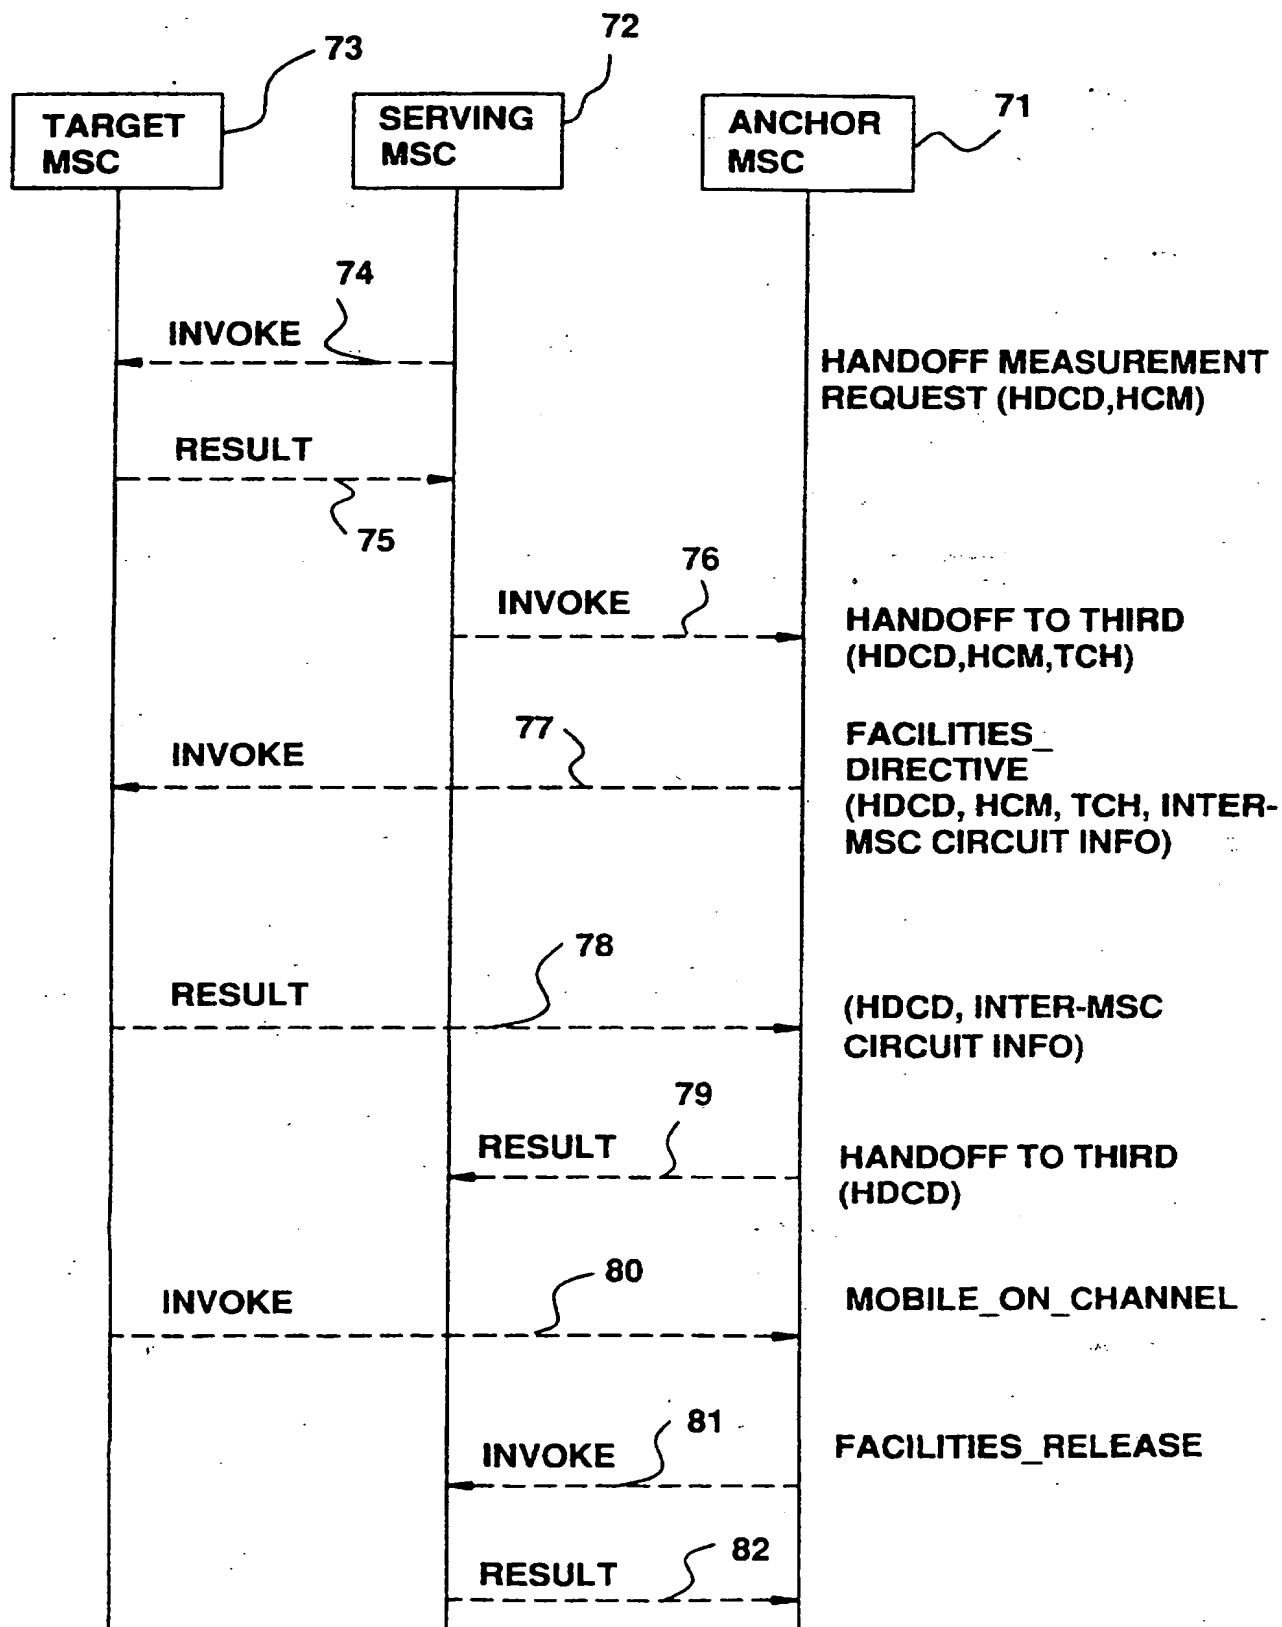 73
72
71
TARGET
MSC
SERVING
MSC
ANCHOR
MSC
74
INVOKE
HANDOFF MEASUREMENT
REQUEST (HDCD,HCM)
RESULT
75
76
INVOKE
HANDOFF TO THIRD
(HDCD,HCM,TCH)
77
INVOKE
FACILITIES_
DIRECTIVE
(HDCD, HCM, TCH, INTER-
MSC CIRCUIT INFO)
78
RESULT
(HDCD, INTER-MSC
CIRCUIT INFO)
79
RESULT
HANDOFF TO THIRD
(HDCD)
80
INVOKE
MOBILE_ON_CHANNEL
81
INVOKE
FACILITIES_RELEASE
82
RESULT